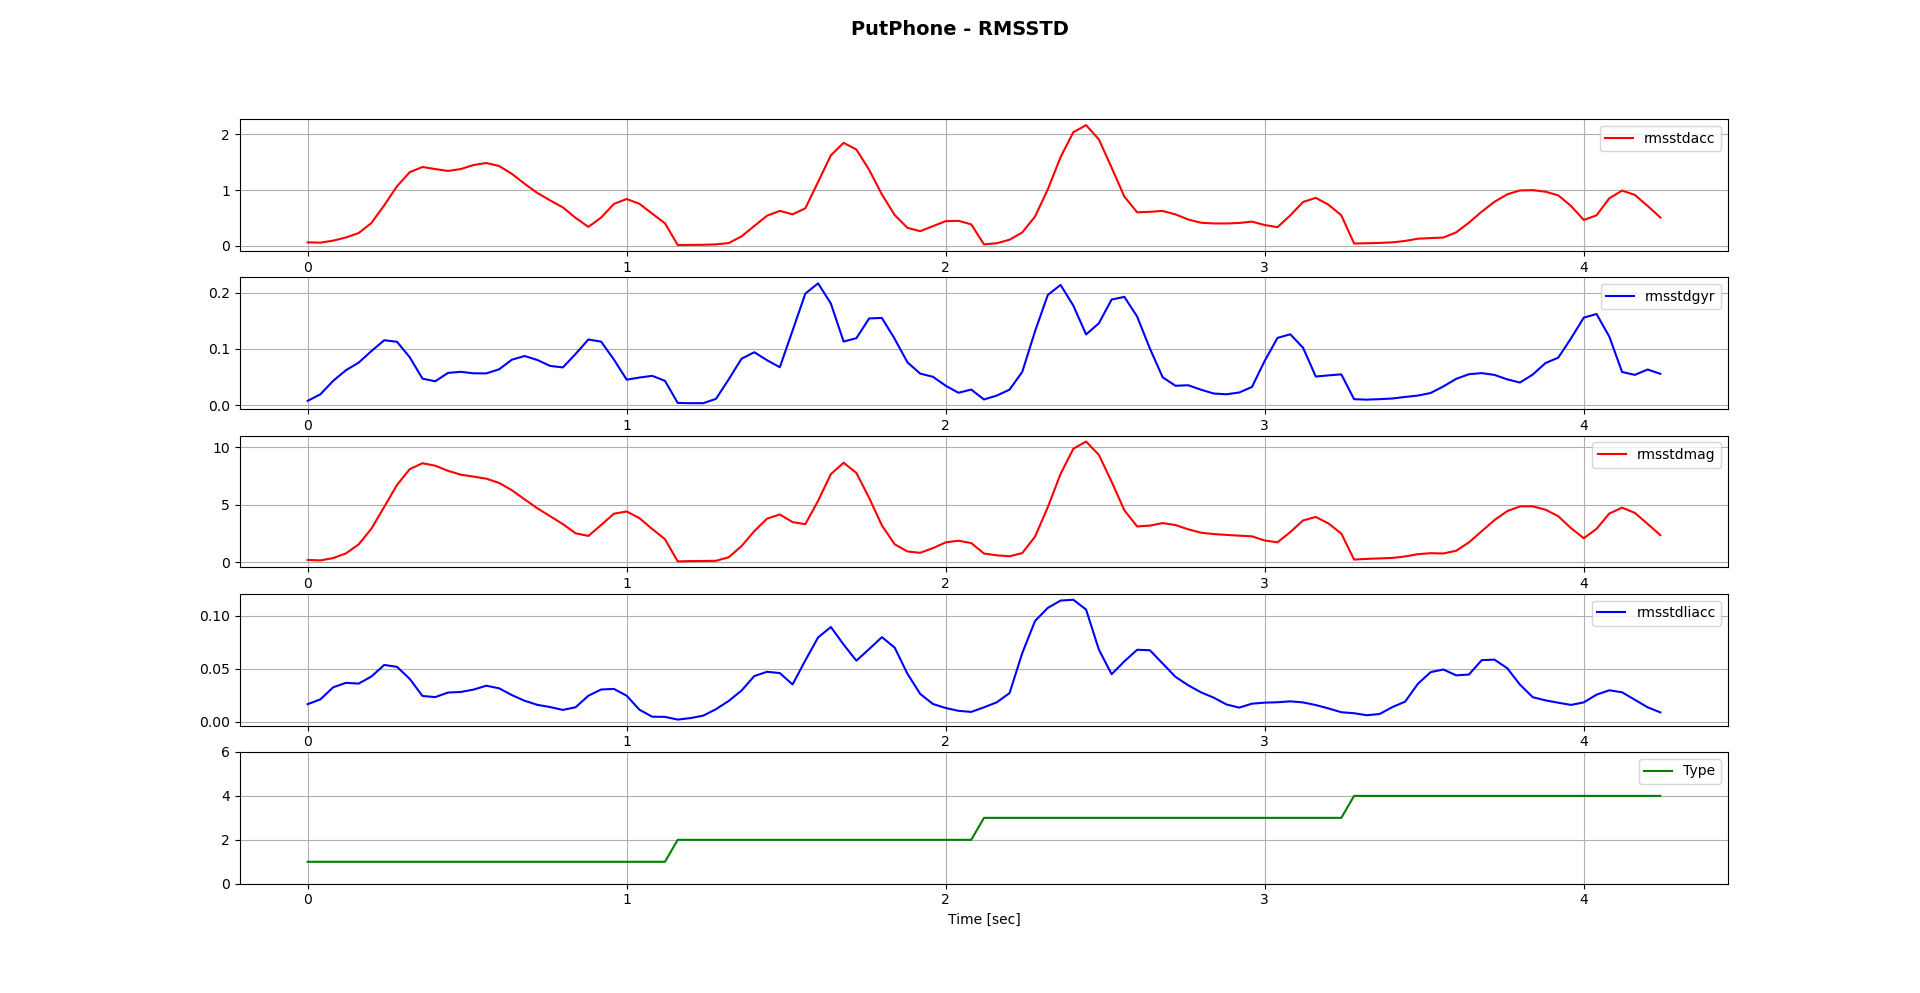 PutPhone - RMSSTD
2
1
0
rmsstdacc
0 1 2 3 4
0.2
0.1
0.0
rmsstdgyr
0 1 2 3 4
10
5
0
rmsstdmag
0 1 2 3 4
0.10
0.05
0.00
rmsstdliacc
0 1 2 3 4
6
4
2
0
Type
0 1 2 3 4
Time [sec]